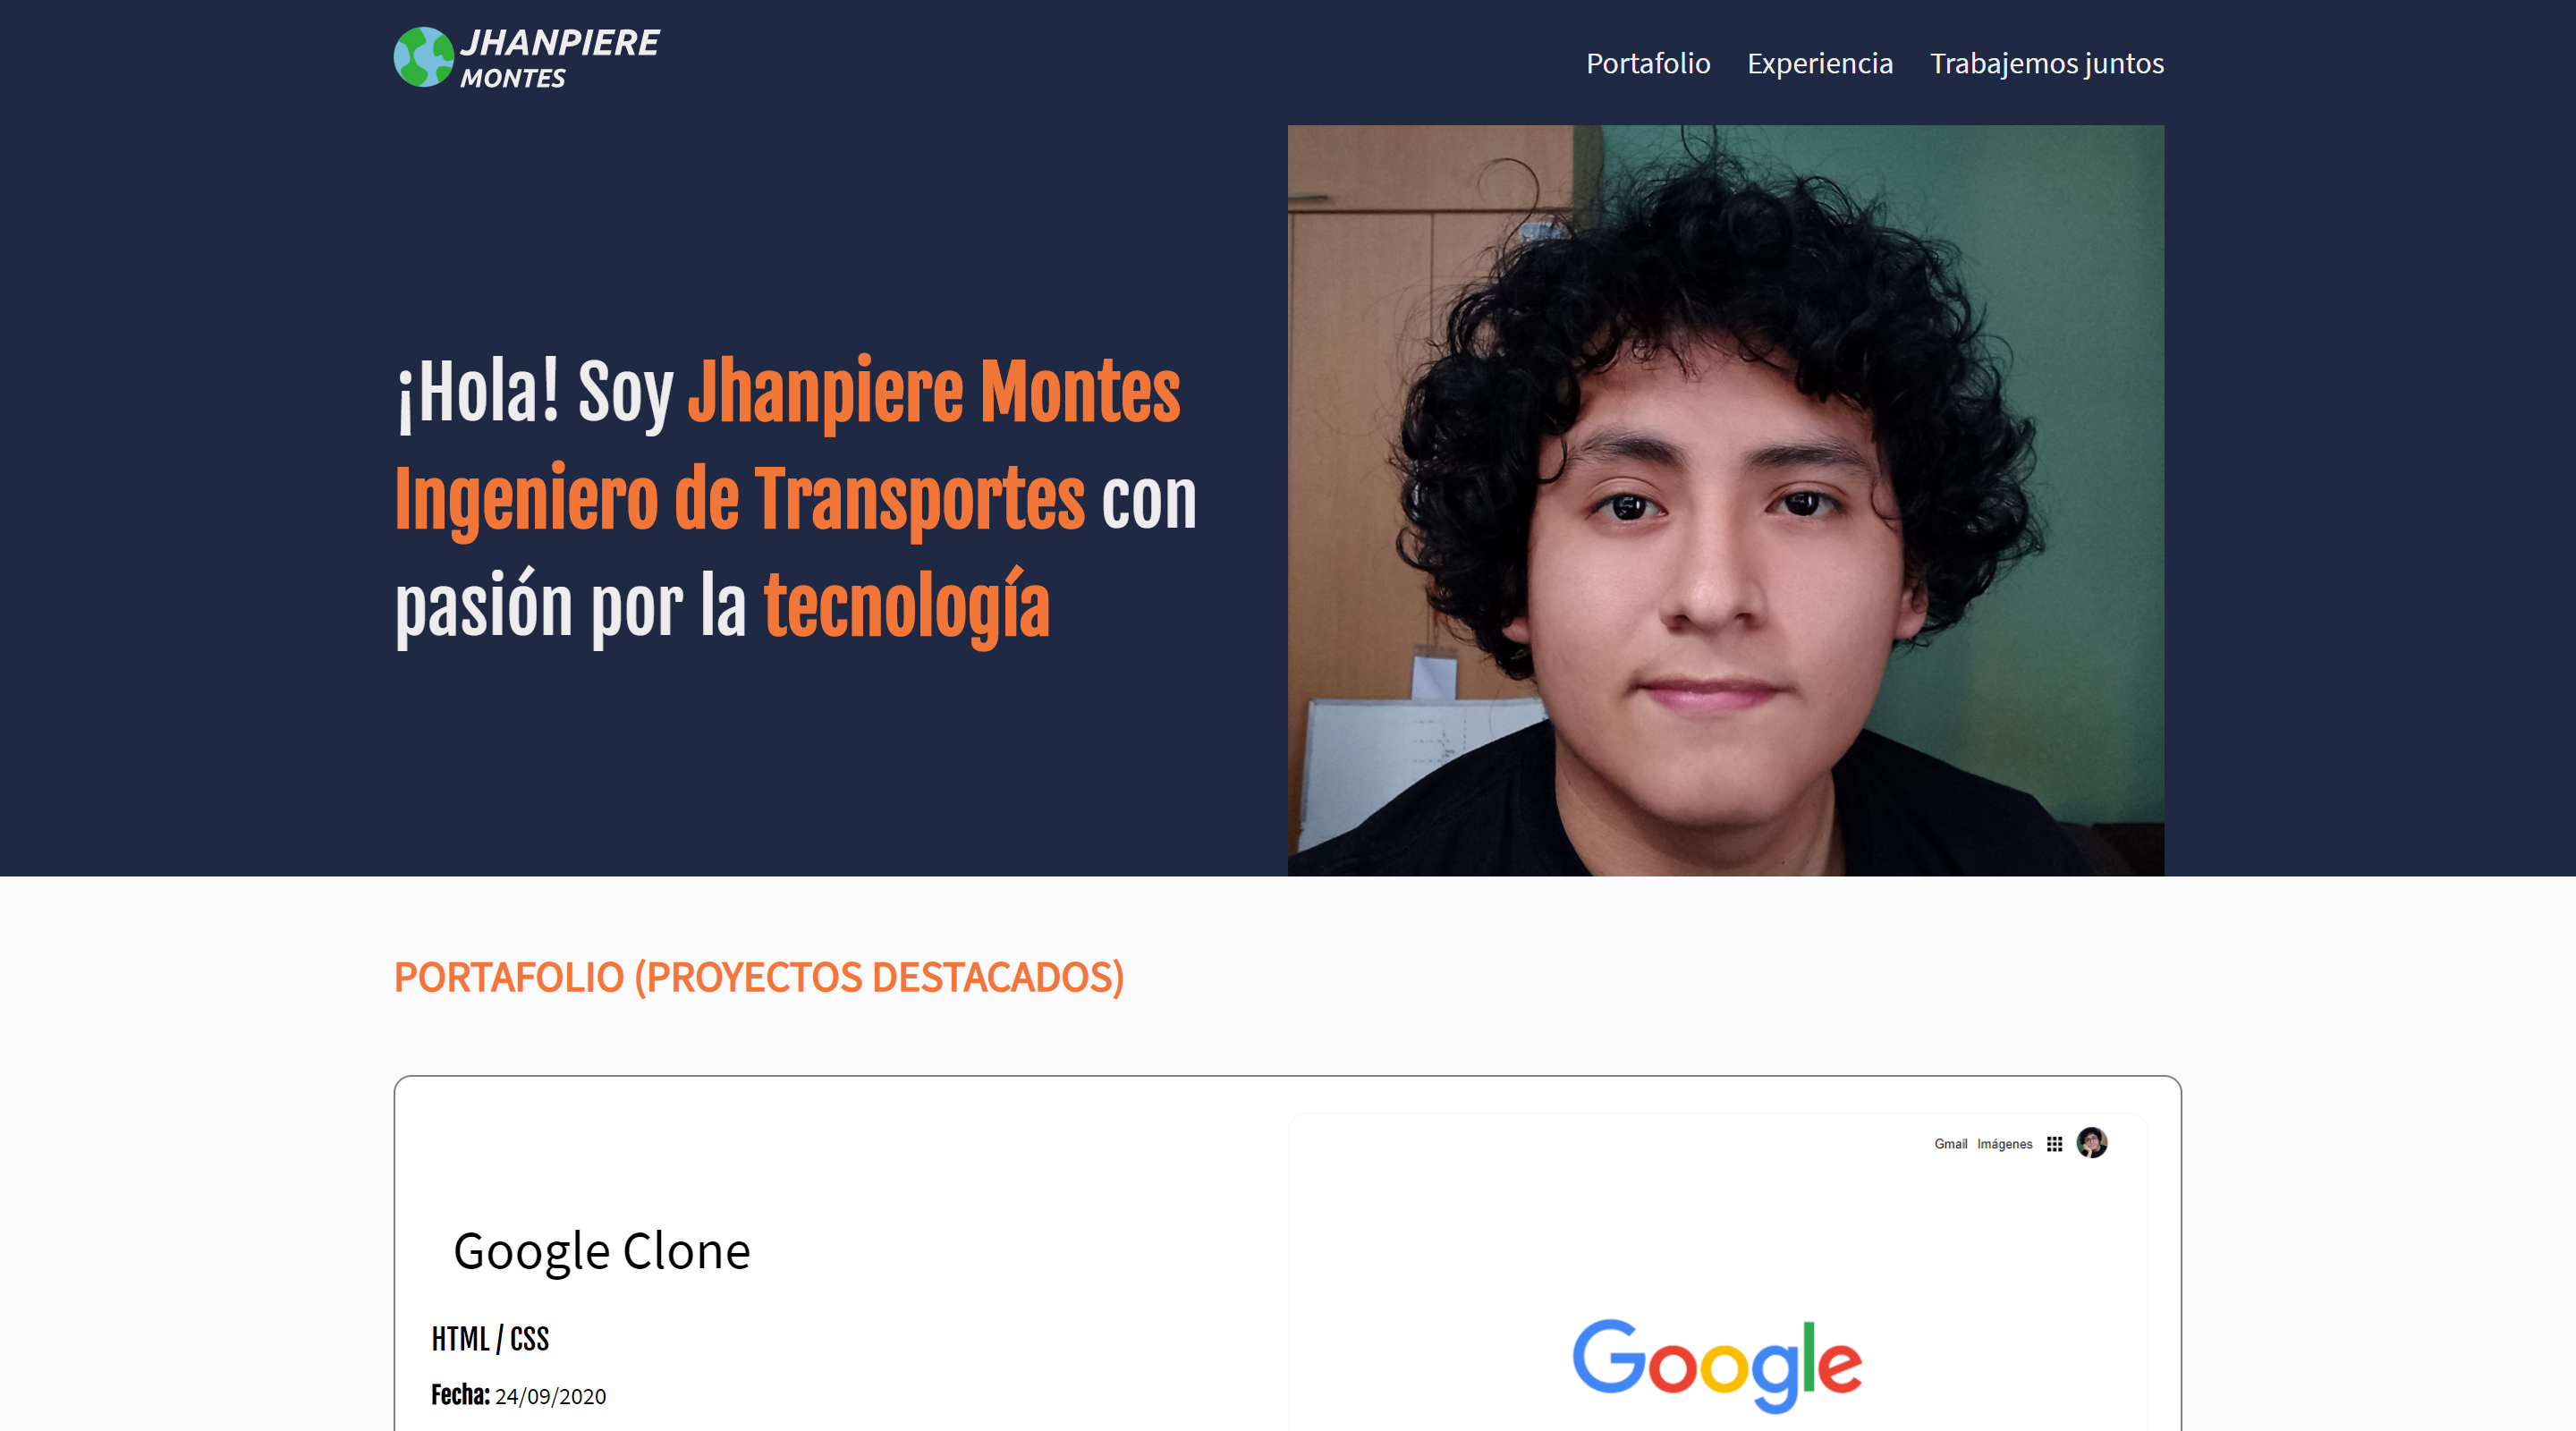 JHANPIERE
MONTES
Portafolio Experiencia Trabajemos juntos
¡Hola! Soy Jhanpiere Montes
Ingeniero de Transportes con
pasión por la tecnología
PORTAFOLIO (PROYECTOS DESTACADOS)
Gmail Imágenes
Google Clone
HTML / CSS
Google
Fecha: 24/09/2020